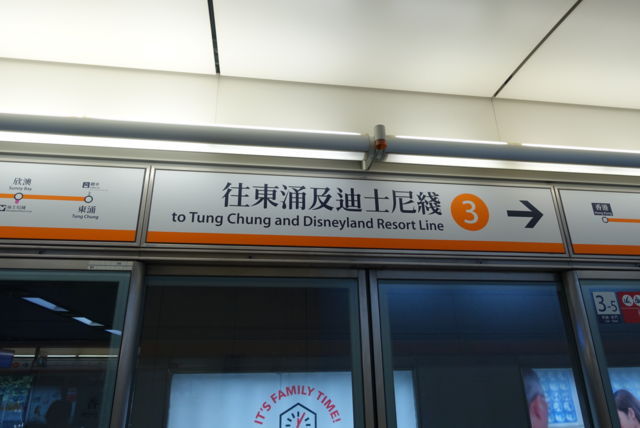 欣澳
Sunny Bay
東涌
Tung Chung
往東涌及迪士尼綫
to Tung Chung and Disneyland Resort Line
3
香港
3-5
IT'S FAMILY TIME!